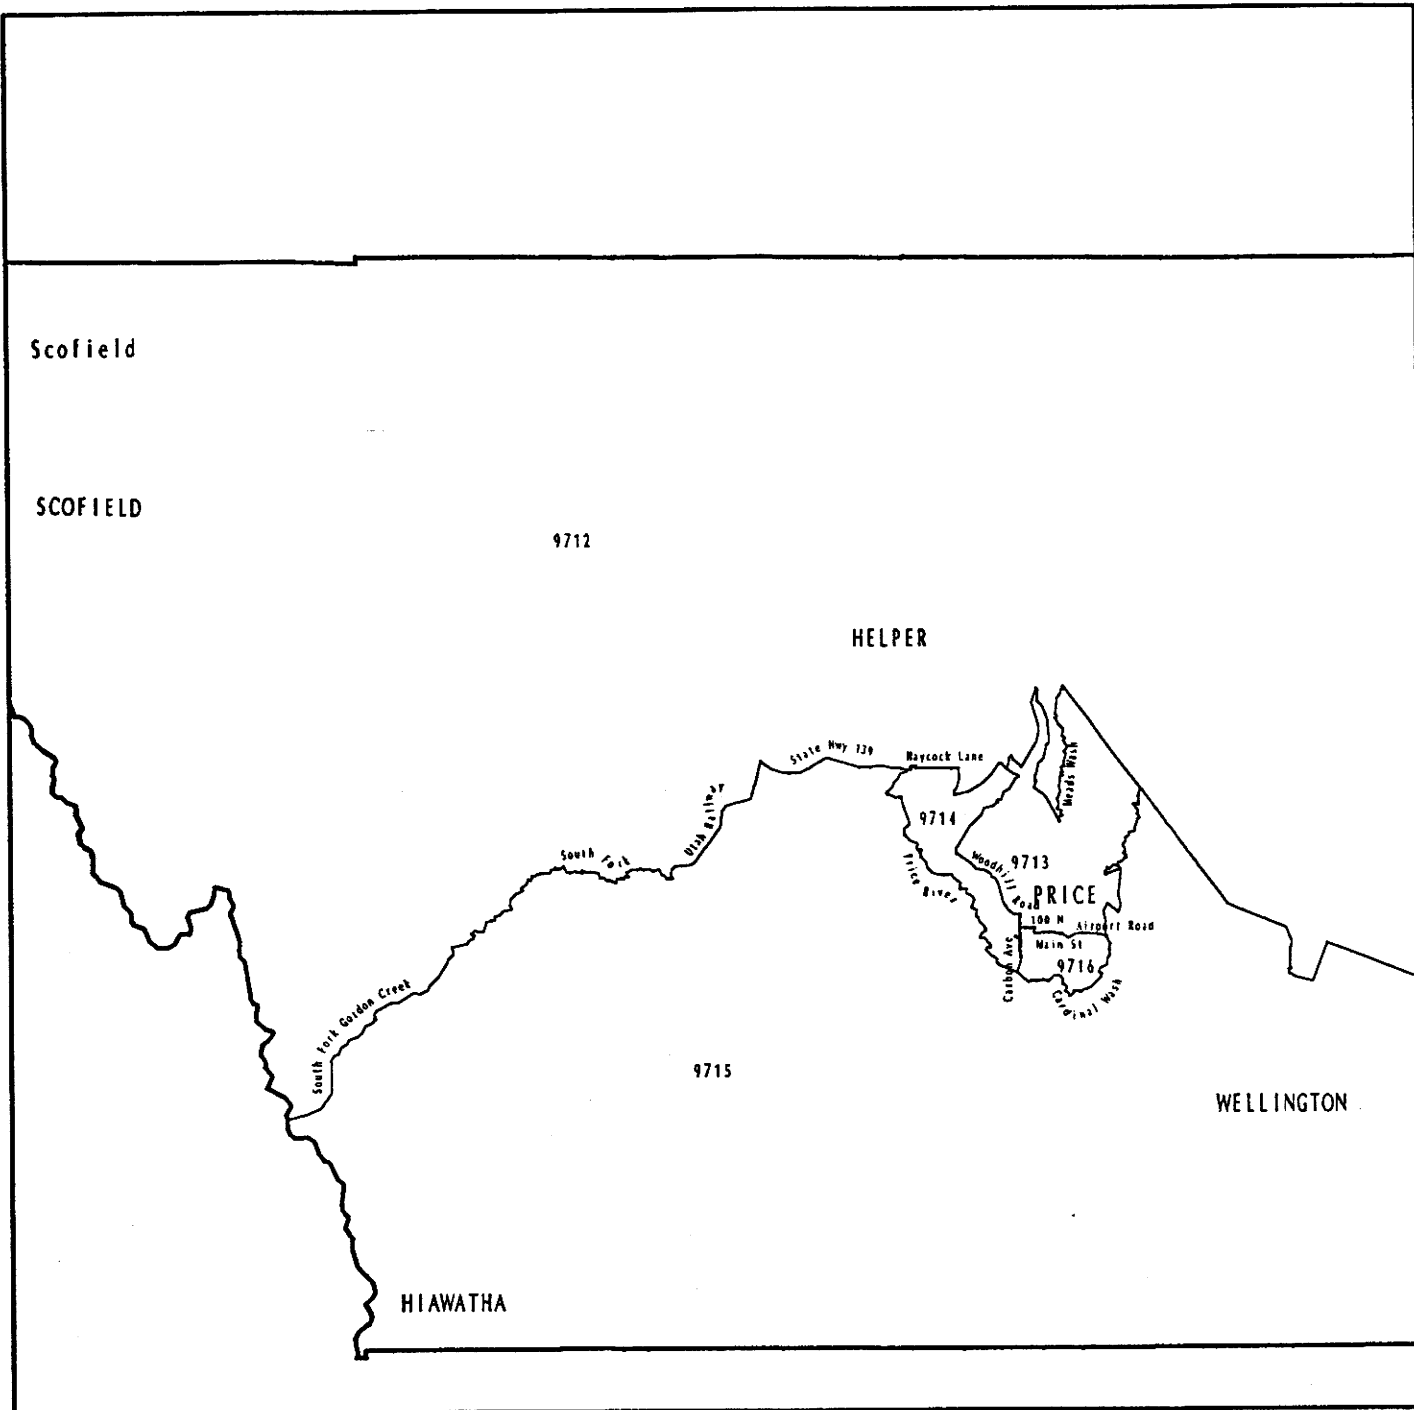 Scofield
SCOFIELD
9712
HELPER
State Hwy 139
Haycock Lane
Meads Wash
Utah Railway
9714
South Fork
Woodhill Road
9713
Price River
PRICE
100 N
Airport Road
Main St
Carbon Ave
9716
Cardinal Wash
South Fork Gordon Creek
9715
WELLINGTON
HIAWATHA